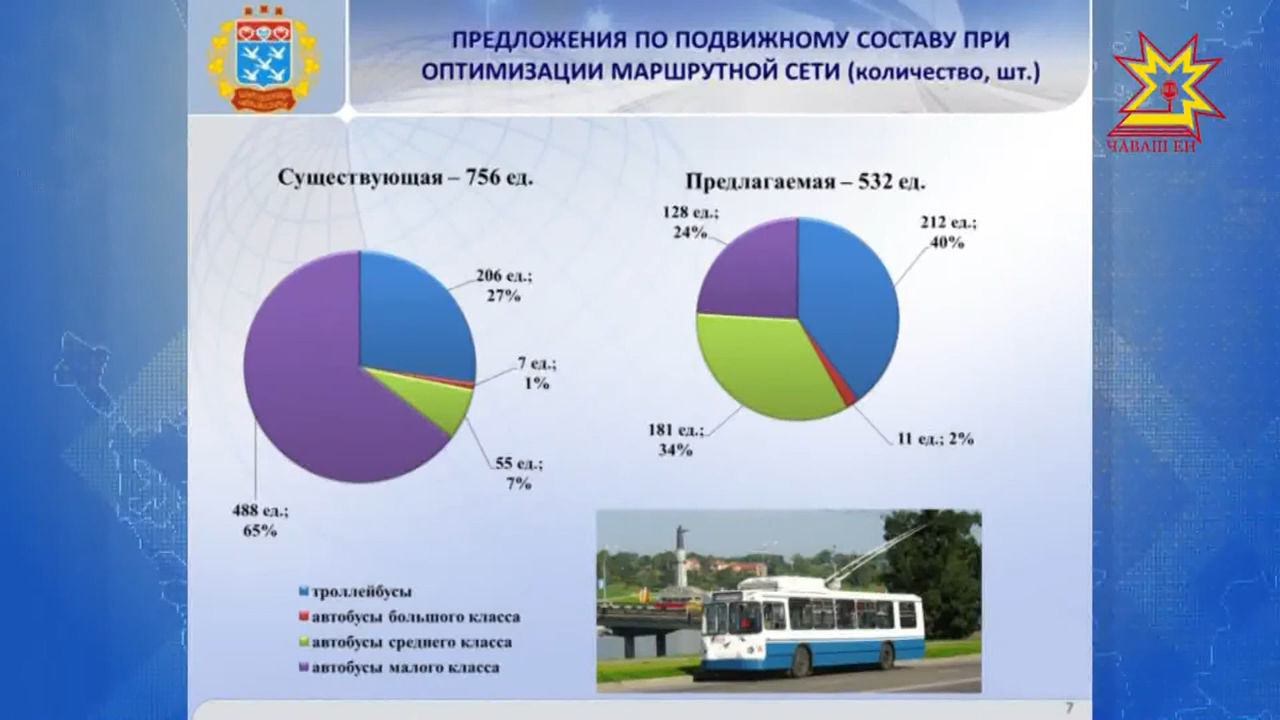 ПРЕДЛОЖЕНИЯ ПО ПОДВИЖНОМУ СОСТАВУ ПРИ
ОПТИМИЗАЦИИ МАРШРУТНОЙ СЕТИ (количество, шт.)
ЧĂВАШ ЕН
Существующая – 756 ед.
206 ед.;
27%
7 ед.;
1%
55 ед.;
7%
488 ед.;
65%
Предлагаемая – 532 ед.
128 ед.;
24%
212 ед.;
40%
181 ед.;
34%
11 ед.; 2%
троллейбусы
автобусы большого класса
автобусы среднего класса
автобусы малого класса
7